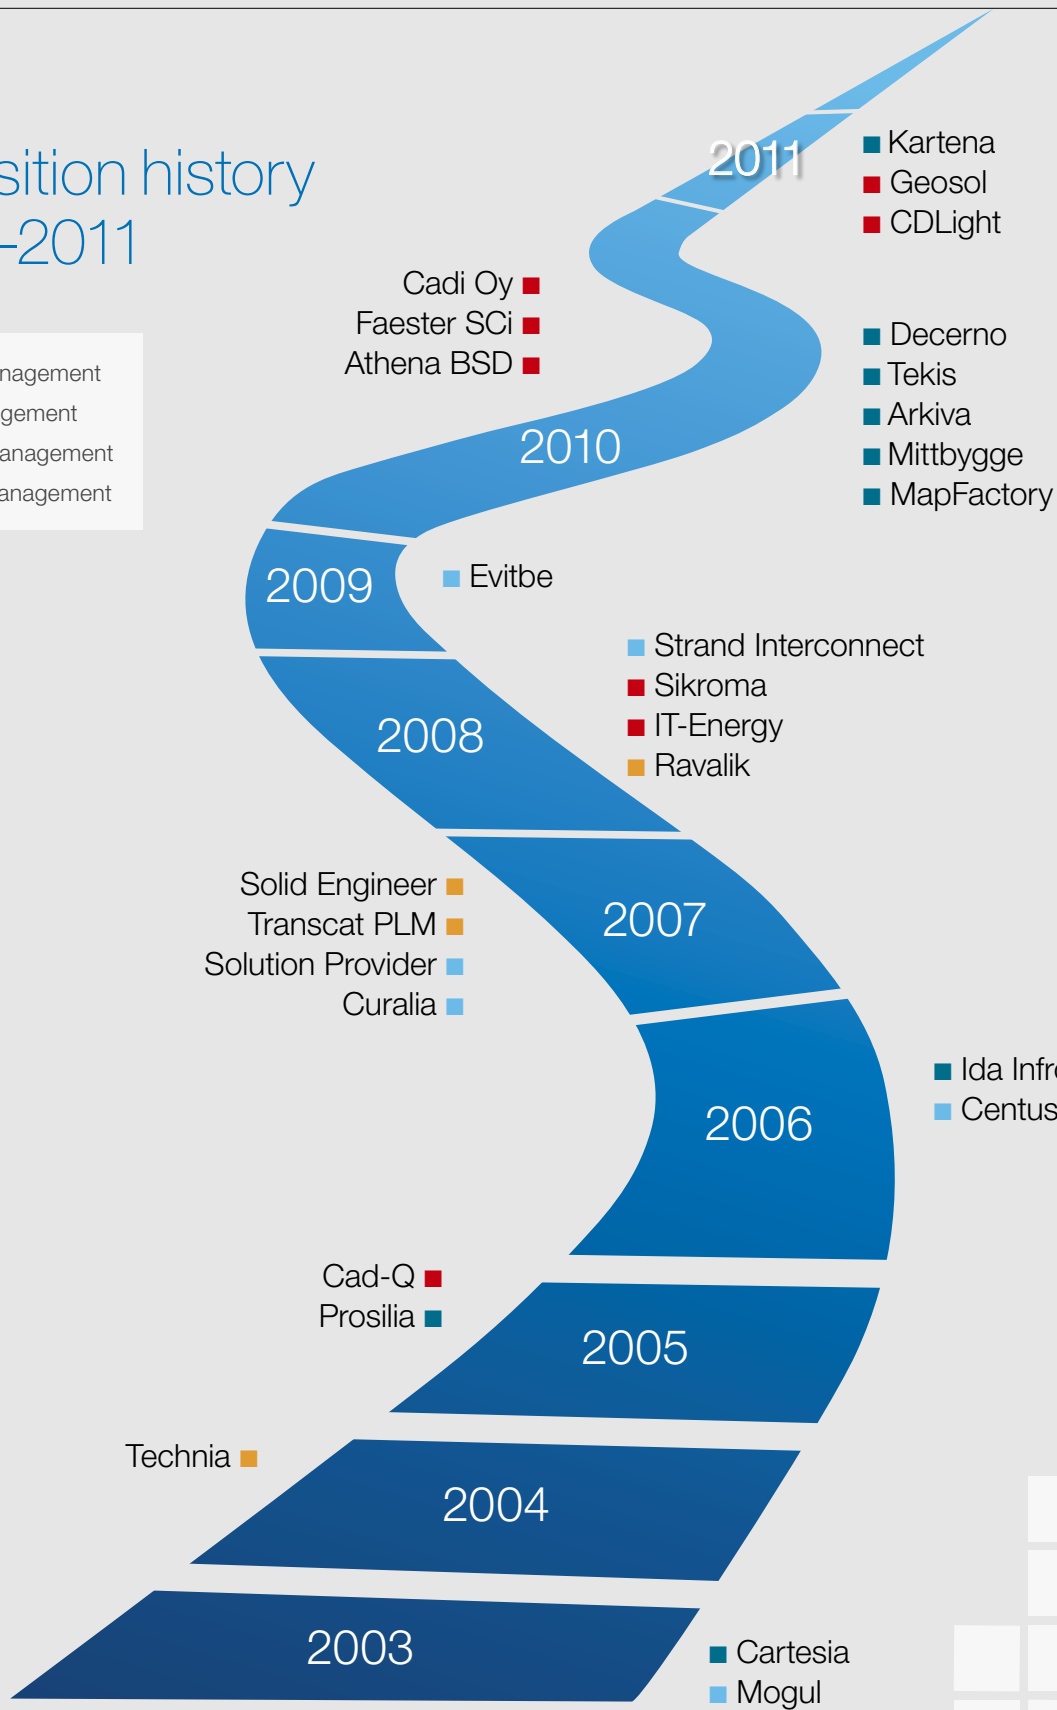 sition history
–2011
nagement
gement
anagement
anagement
2011
Kartena
Geosol
CDLight
Cadi Oy
Faester SCi
Athena BSD
Decerno
Tekis
Arkiva
Mittbygge
MapFactory
2010
2009
Evitbe
Strand Interconnect
Sikroma
IT-Energy
Ravalik
2008
Solid Engineer
Transcat PLM
Solution Provider
Curalia
2007
Ida Infr
Centus
2006
Cad-Q
Prosilia
2005
Technia
2004
2003
Cartesia
Mogul